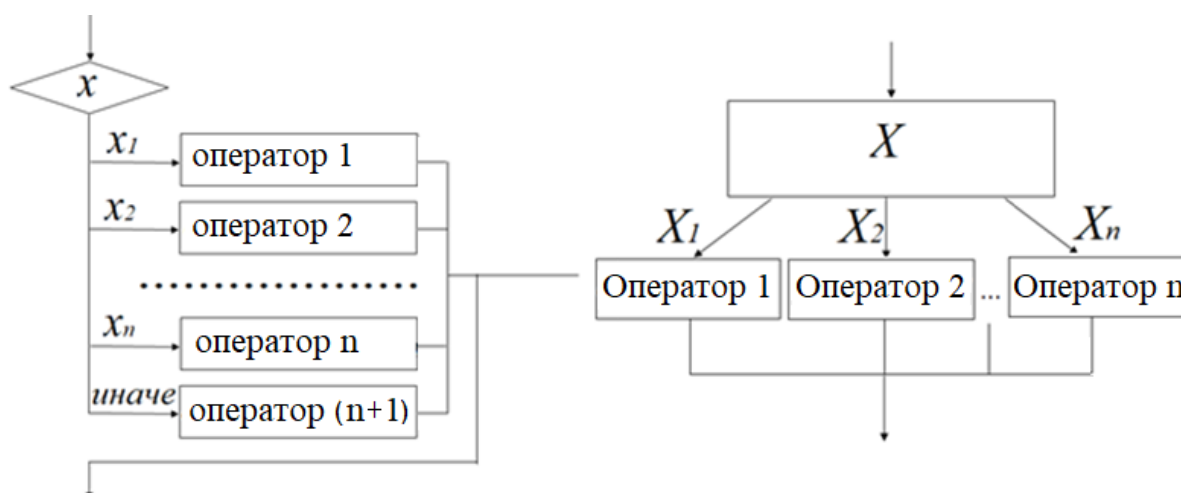 x
x1
оператор 1
x2
оператор 2
xn
оператор n
иначе
оператор (n+1)
X
X1
X2
Xn
Оператор 1
Оператор 2
...
Оператор n